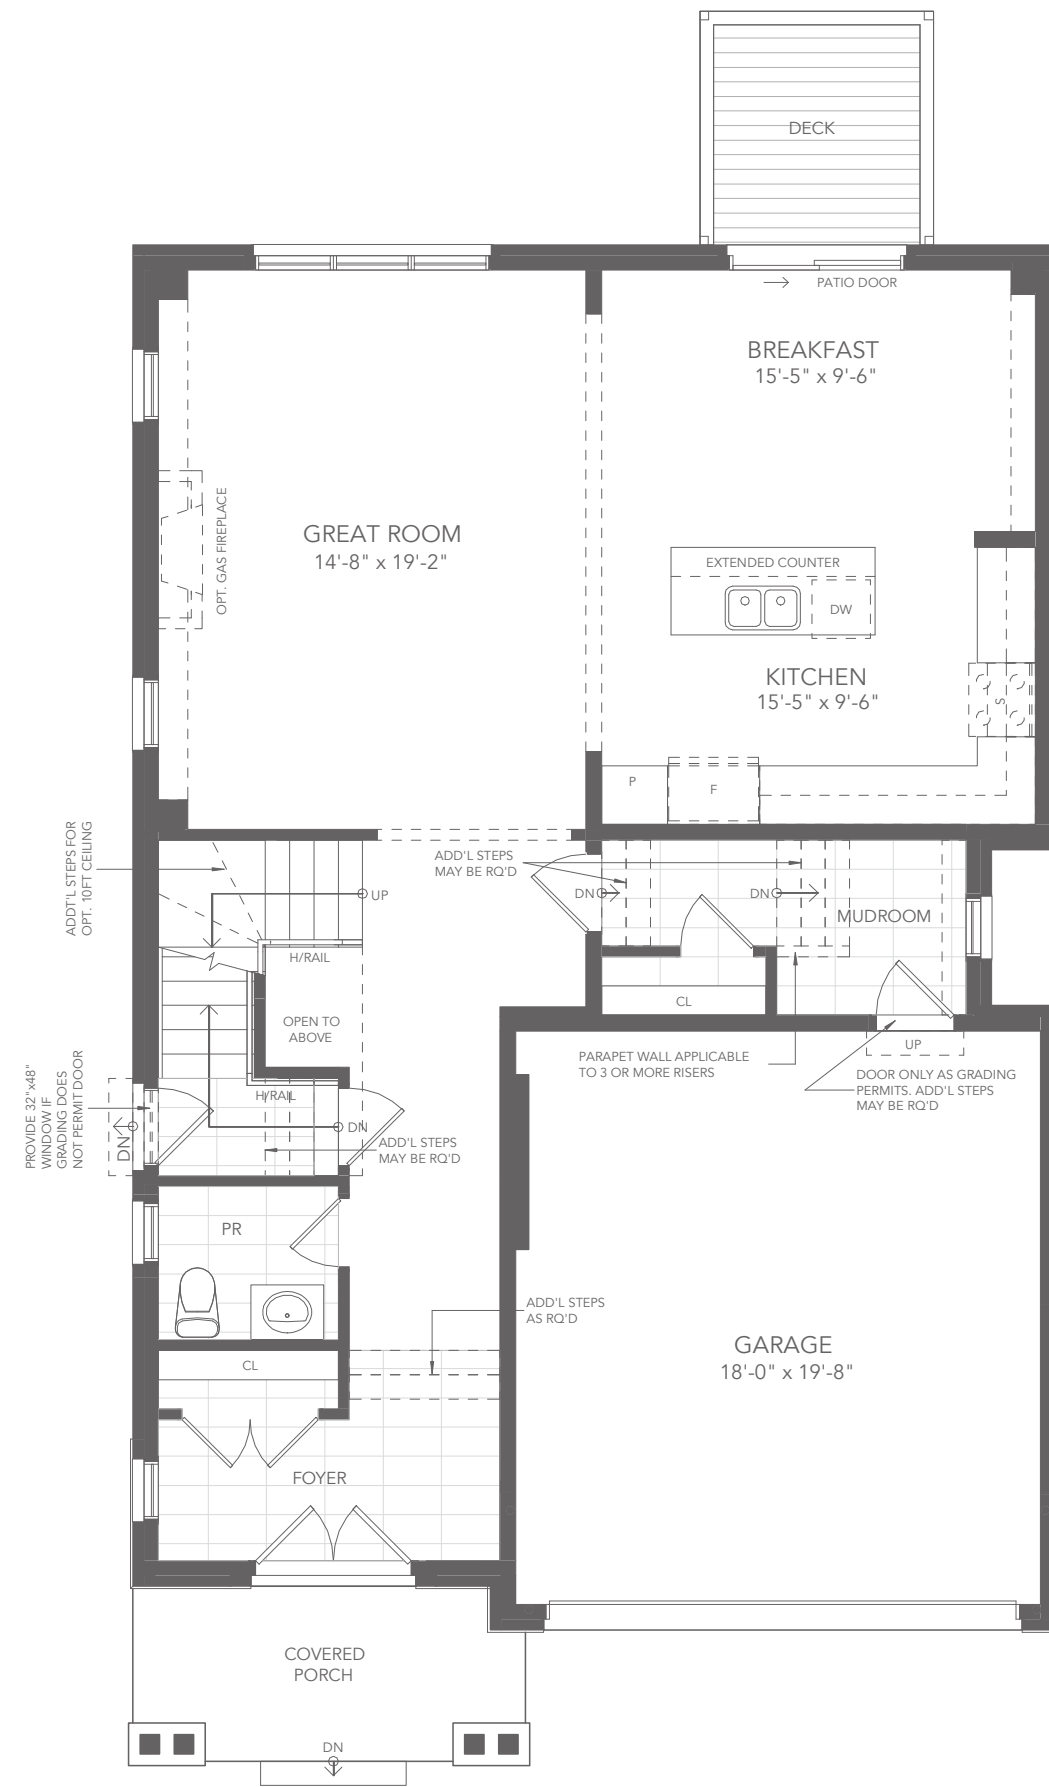 DECK
PATIO DOOR
BREAKFAST
15'-5" x 9'-6"
GREAT ROOM
14'-8" x 19'-2"
OPT. GAS FIREPLACE
EXTENDED COUNTER
DW
KITCHEN
15'-5" x 9'-6"
S
P
F
ADDT'L STEPS FOR
OPT. 10FT CEILING
ADD'L STEPS
MAY BE RQ'D
UP
DN
DN
MUDROOM
H/RAIL
CL
OPEN TO
ABOVE
UP
PARAPET WALL APPLICABLE
TO 3 OR MORE RISERS
DOOR ONLY AS GRADING
PERMITS. ADD'L STEPS
MAY BE RQ'D
PROVIDE 32"x48"
WINDOW IF
GRADING DOES
NOT PERMIT DOOR
H/RAIL
DN
DN
ADD'L STEPS
MAY BE RQ'D
PR
ADD'L STEPS
AS RQ'D
GARAGE
18'-0" x 19'-8"
CL
FOYER
COVERED
PORCH
DN